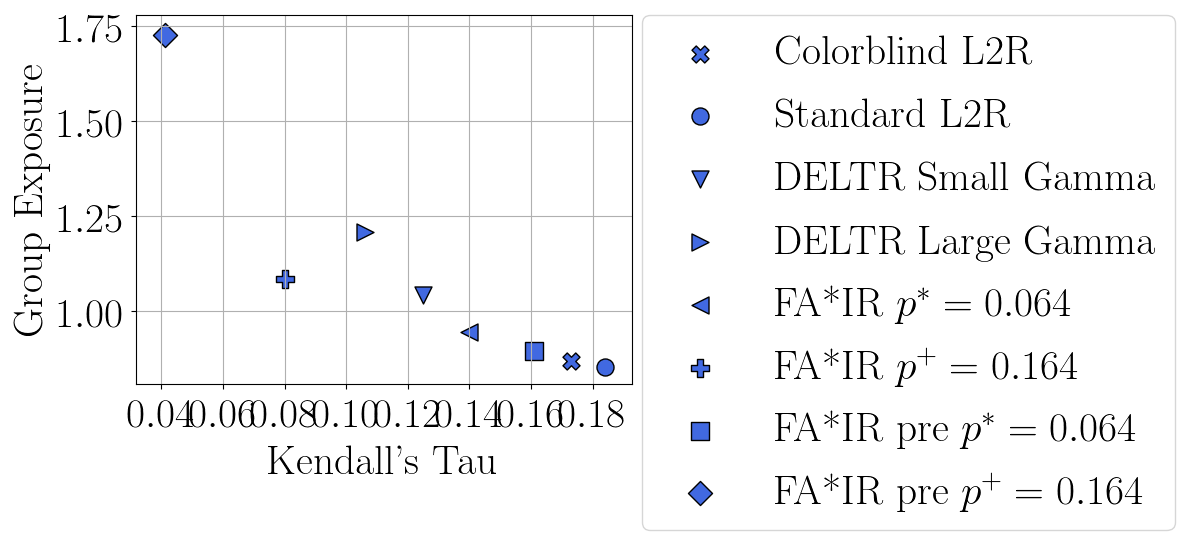 1.75
1.50
1.25
1.00
Group Exposure
0.04 0.06 0.08 0.10 0.12 0.14 0.16 0.18
Kendall's Tau
Colorblind L2R
Standard L2R
DELTR Small Gamma
DELTR Large Gamma
FA*IR p* = 0.064
FA*IR p⁺ = 0.164
FA*IR pre p* = 0.064
FA*IR pre p⁺ = 0.164